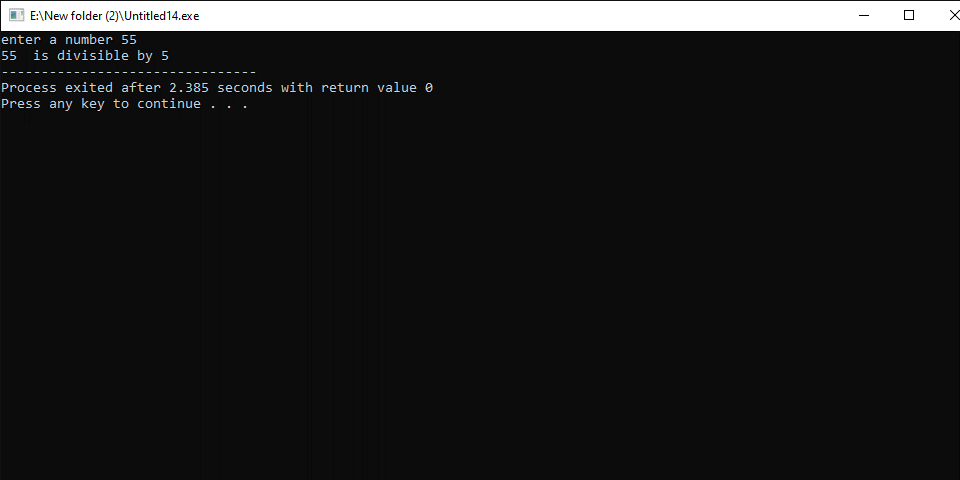 E:\New folder (2)\Untitled14.exe
enter a number 55
55  is divisible by 5
--------------------------------
Process exited after 2.385 seconds with return value 0
Press any key to continue . . .